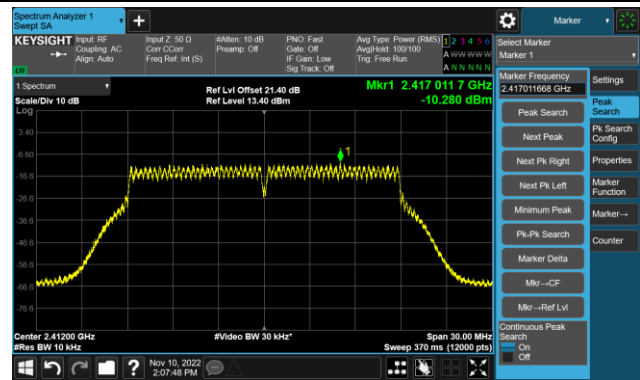 Spectrum Analyzer 1
Swept SA
Marker
KEYSIGHT
Input: RF
Coupling: AC
Align: Auto
Input Z: 50 Ω
Corr CCorr
Freq Ref: Int (S)
#Atten: 10 dB
Preamp: Off
PNO: Fast
Gate: Off
IF Gain: Low
Sig Track: Off
Avg Type: Power (RMS)
Avg|Hold: 100/100
Trig: Free Run
1 2 3 4 5 6
A W W W W W
A N N N N N
LXI
Select Marker
Marker 1
1 Spectrum
Scale/Div 10 dB
Log
Ref Lvl Offset 21.40 dB
Ref Level 13.40 dBm
Mkr1 2.417 011 7 GHz
-10.280 dBm
3.40
-6.60
-16.6
-26.6
-36.6
-46.6
-56.6
-66.6
-76.6
1
Center 2.41200 GHz
#Res BW 10 kHz
#Video BW 30 kHz*
Span 30.00 MHz
Sweep 370 ms (12000 pts)
Marker Frequency
2.417011668 GHz
Peak Search
Next Peak
Next Pk Right
Next Pk Left
Minimum Peak
Pk-Pk Search
Marker Delta
Mkr→CF
Mkr→Ref Lvl
Continuous Peak
Search
On
Off
Settings
Peak
Search
Pk Search
Config
Properties
Marker
Function
Marker→
Counter
Nov 10, 2022
2:07:48 PM